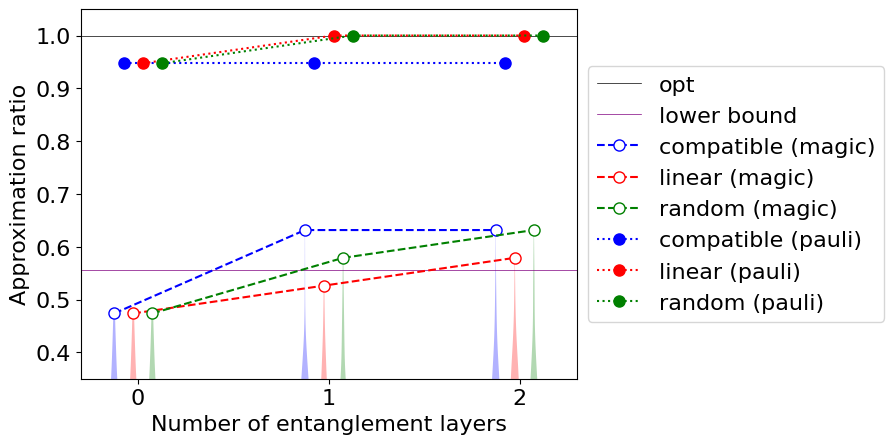 Approximation ratio
1.0
0.9
0.8
0.7
0.6
0.5
0.4
0
1
2
Number of entanglement layers
opt
lower bound
compatible (magic)
linear (magic)
random (magic)
compatible (pauli)
linear (pauli)
random (pauli)